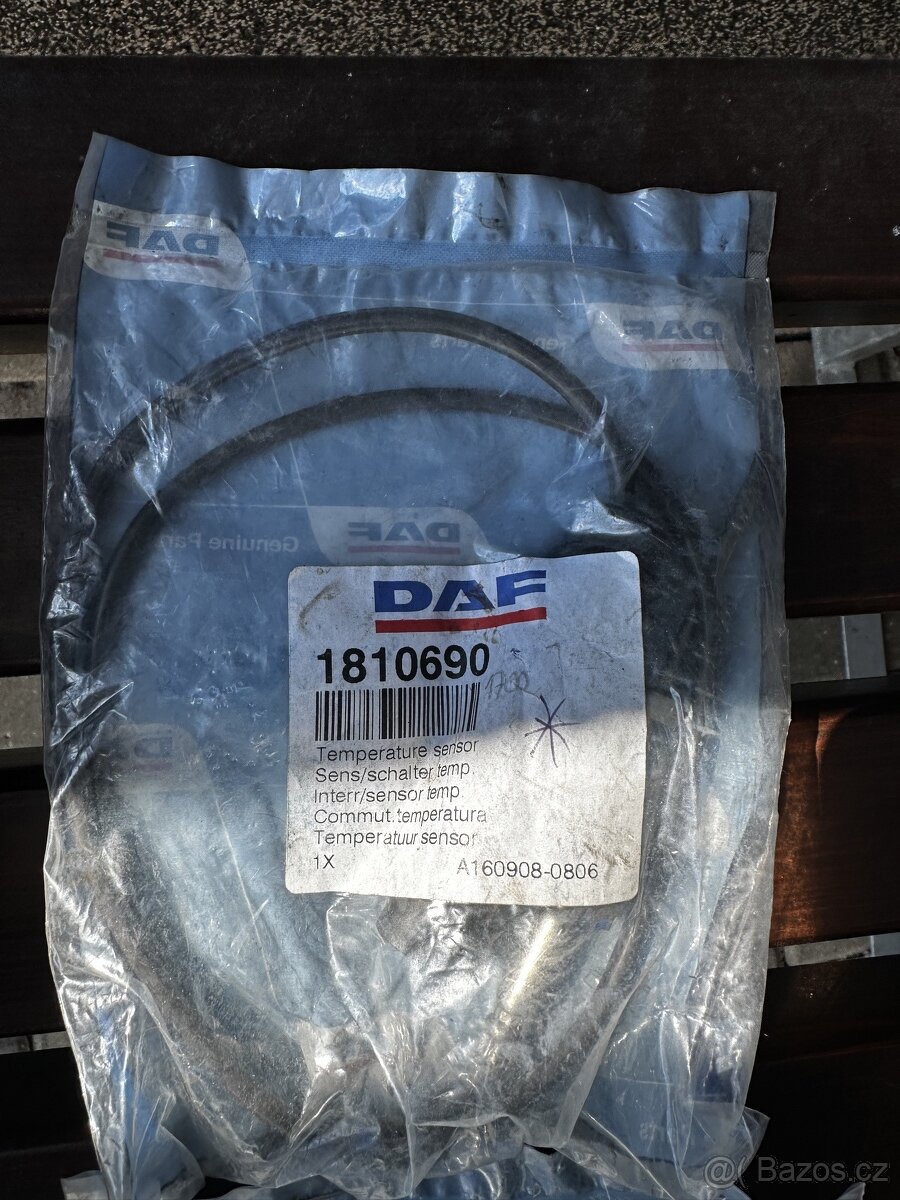 DAF
DAF
DAF
Genuine
DAF
1810690
1700
Temperature sensor
Sens/schalter temp.
Interr/sensor temp.
Commut. temperatura
Temperatuur sensor
1X A160908-0806
@( Bazos.cz